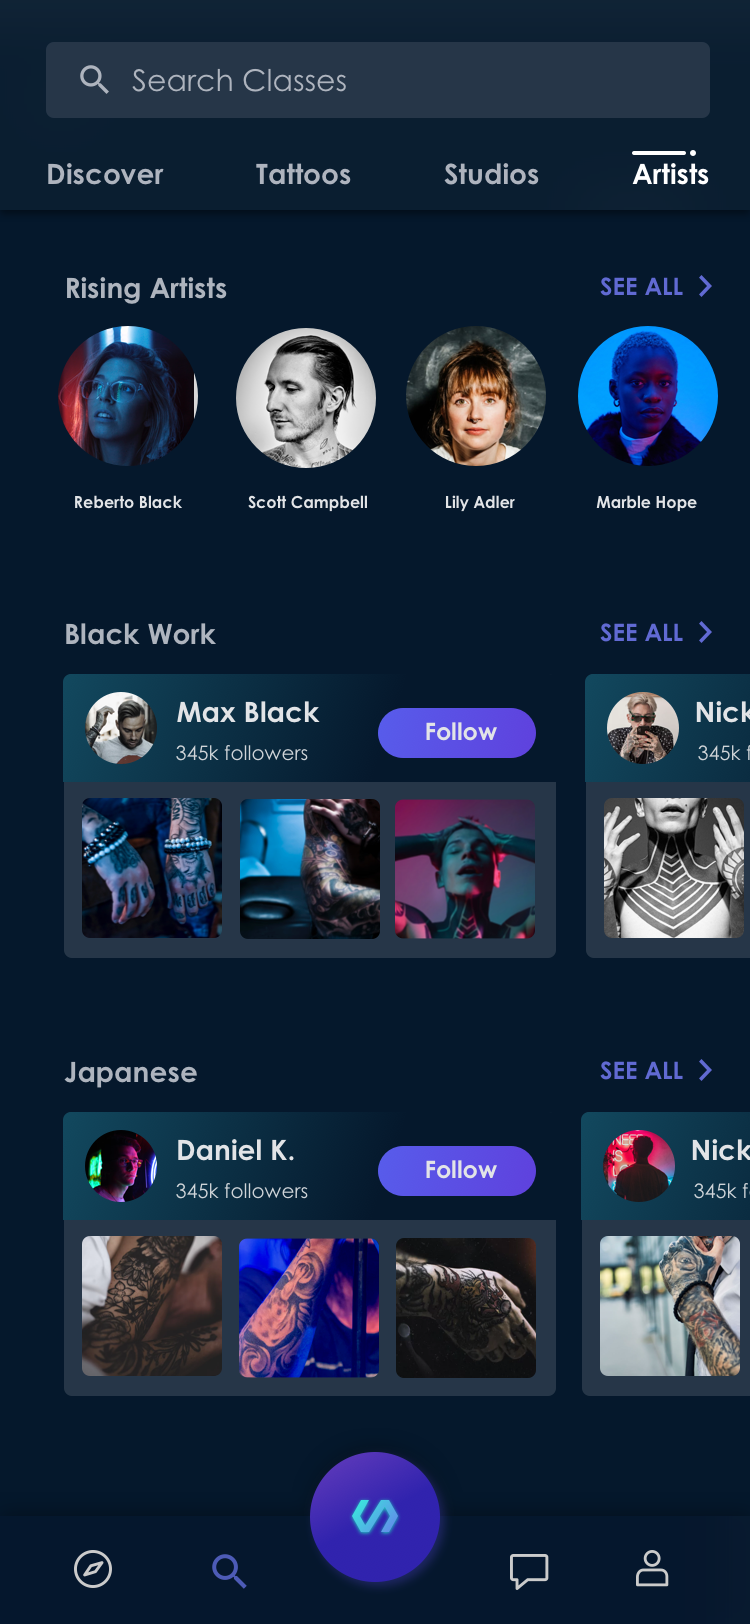 Search Classes
Discover Tattoos Studios Artists
Rising Artists SEE ALL
Reberto Black Scott Campbell Lily Adler Marble Hope
Black Work SEE ALL
Max Black Follow Nick
345k followers 345k f
Japanese SEE ALL
Daniel K. Follow Nick
345k followers 345k f